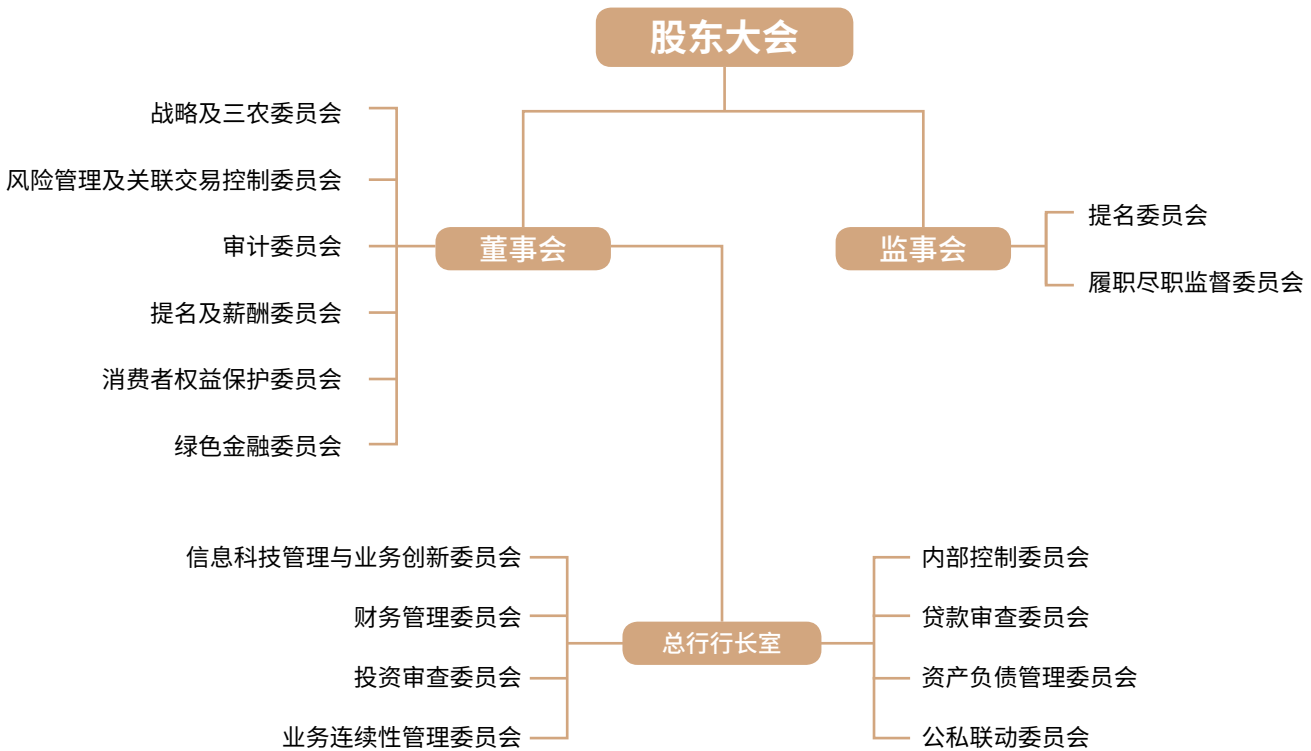 股东大会
董事会
战略及三农委员会
风险管理及关联交易控制委员会
审计委员会
提名及薪酬委员会
消费者权益保护委员会
绿色金融委员会
监事会
提名委员会
履职尽职监督委员会
总行行长室
信息科技管理与业务创新委员会
财务管理委员会
投资审查委员会
业务连续性管理委员会
内部控制委员会
贷款审查委员会
资产负债管理委员会
公私联动委员会